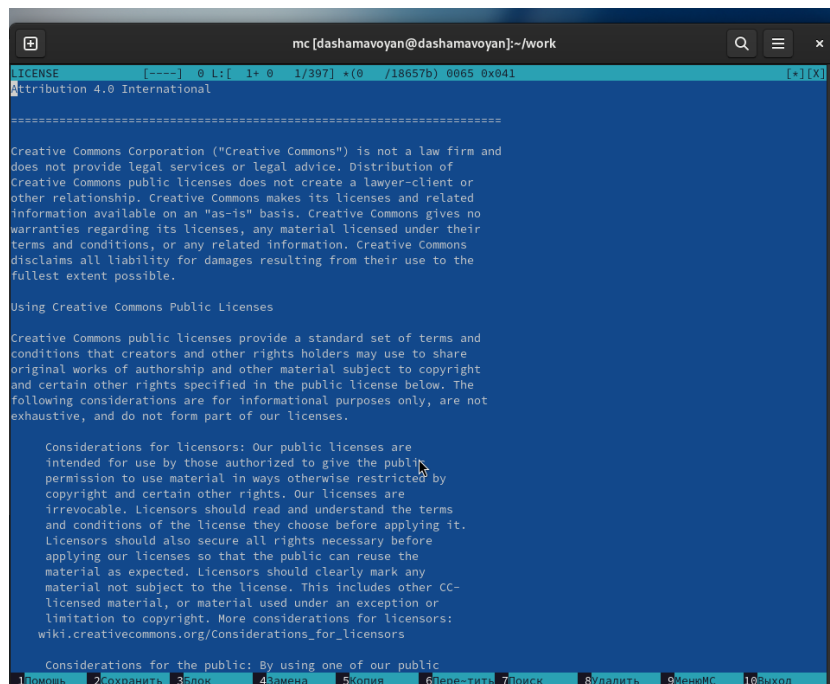 mc [dashamavoyan@dashamavoyan]:~/work
LICENSE [----] 0 L:[ 1+ 0 1/397] *(0 /18657b) 0065 0x041 [*][X]
Attribution 4.0 International
=======================================================================
Creative Commons Corporation ("Creative Commons") is not a law firm and
does not provide legal services or legal advice. Distribution of
Creative Commons public licenses does not create a lawyer-client or
other relationship. Creative Commons makes its licenses and related
information available on an "as-is" basis. Creative Commons gives no
warranties regarding its licenses, any material licensed under their
terms and conditions, or any related information. Creative Commons
disclaims all liability for damages resulting from their use to the
fullest extent possible.
Using Creative Commons Public Licenses
Creative Commons public licenses provide a standard set of terms and
conditions that creators and other rights holders may use to share
original works of authorship and other material subject to copyright
and certain other rights specified in the public license below. The
following considerations are for informational purposes only, are not
exhaustive, and do not form part of our licenses.
Considerations for licensors: Our public licenses are
intended for use by those authorized to give the public
permission to use material in ways otherwise restricted by
copyright and certain other rights. Our licenses are
irrevocable. Licensors should read and understand the terms
and conditions of the license they choose before applying it.
Licensors should also secure all rights necessary before
applying our licenses so that the public can reuse the
material as expected. Licensors should clearly mark any
material not subject to the license. This includes other CC-
licensed material, or material used under an exception or
limitation to copyright. More considerations for licensors:
wiki.creativecommons.org/Considerations_for_licensors
Considerations for the public: By using one of our public
1Помощь 2Сохранить 3Блок 4Замена 5Копия 6Пере~тить 7Поиск 8Удалить 9МенюMC 10Выход